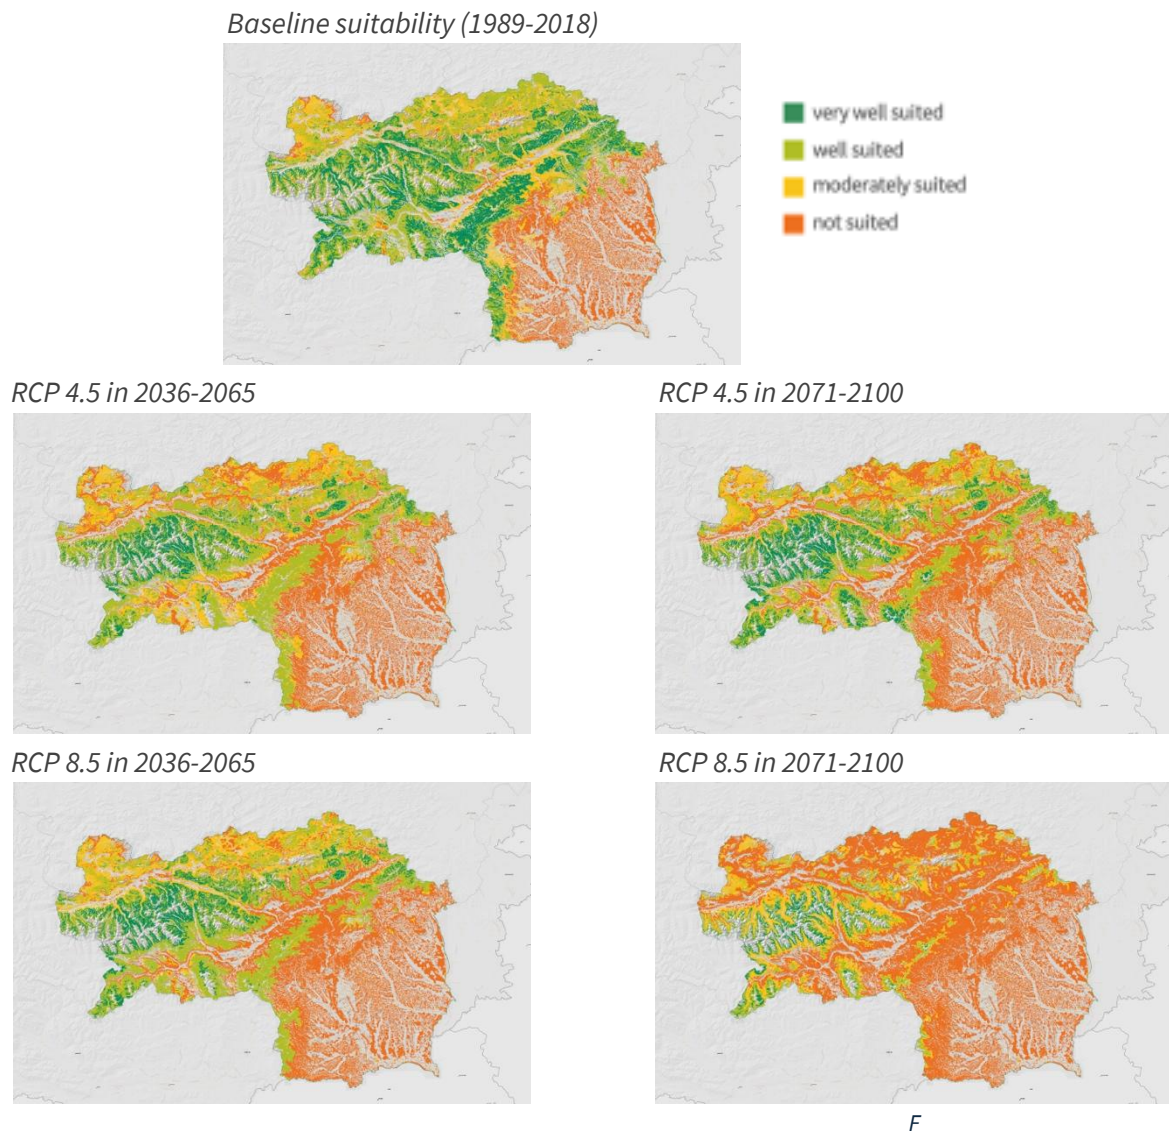 Baseline suitability (1989-2018)
very well suited
well suited
moderately suited
not suited
RCP 4.5 in 2036-2065
RCP 4.5 in 2071-2100
RCP 8.5 in 2036-2065
RCP 8.5 in 2071-2100
F